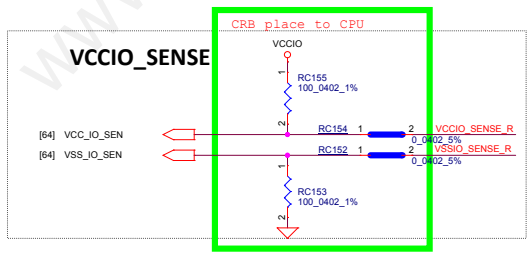 CRB place to CPU
VCCIO
VCCIO_SENSE
1
RC155
100_0402_1%
2
[64] VCC_IO_SEN
RC154 1 2 VCCIO_SENSE_R
0_0402_5%
[64] VSS_IO_SEN
RC152 1 2 VSSIO_SENSE_R
0_0402_5%
1
RC153
100_0402_1%
2